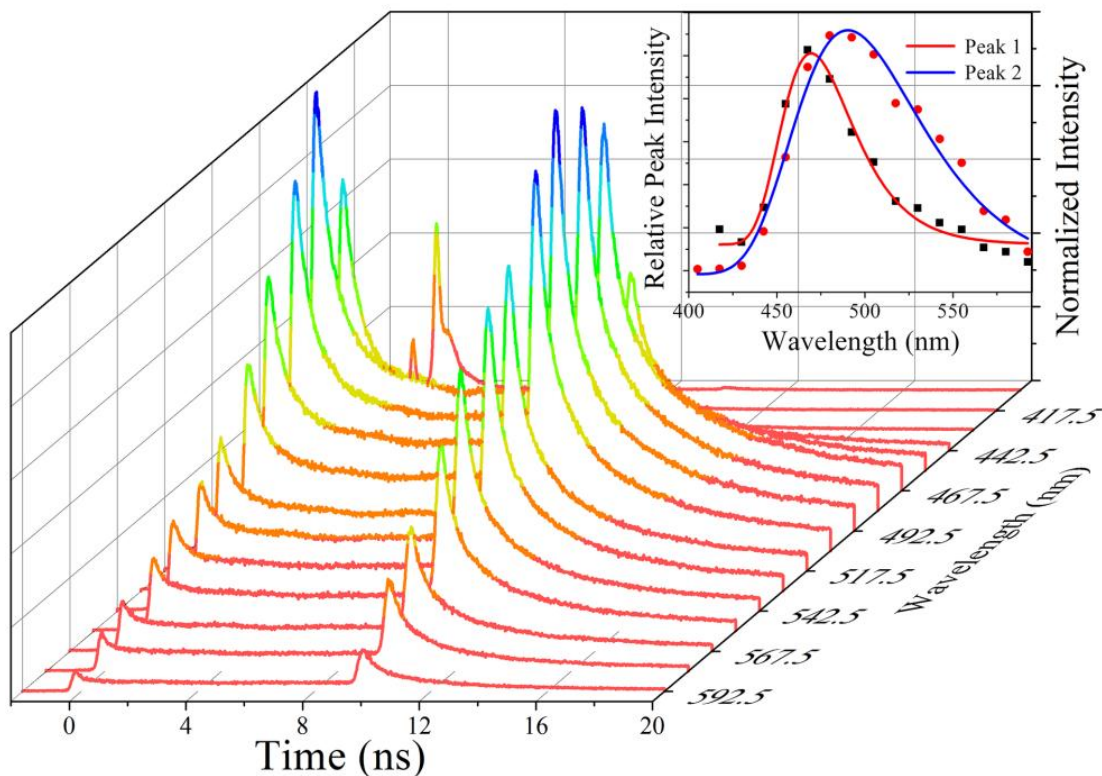 Relative Peak Intensity
Peak 1
Peak 2
400
450
500
550
Wavelength (nm)
Normalized Intensity
417.5
442.5
467.5
492.5
517.5
542.5
567.5
592.5
Wavelength (nm)
0
4
8
12
16
20
Time (ns)